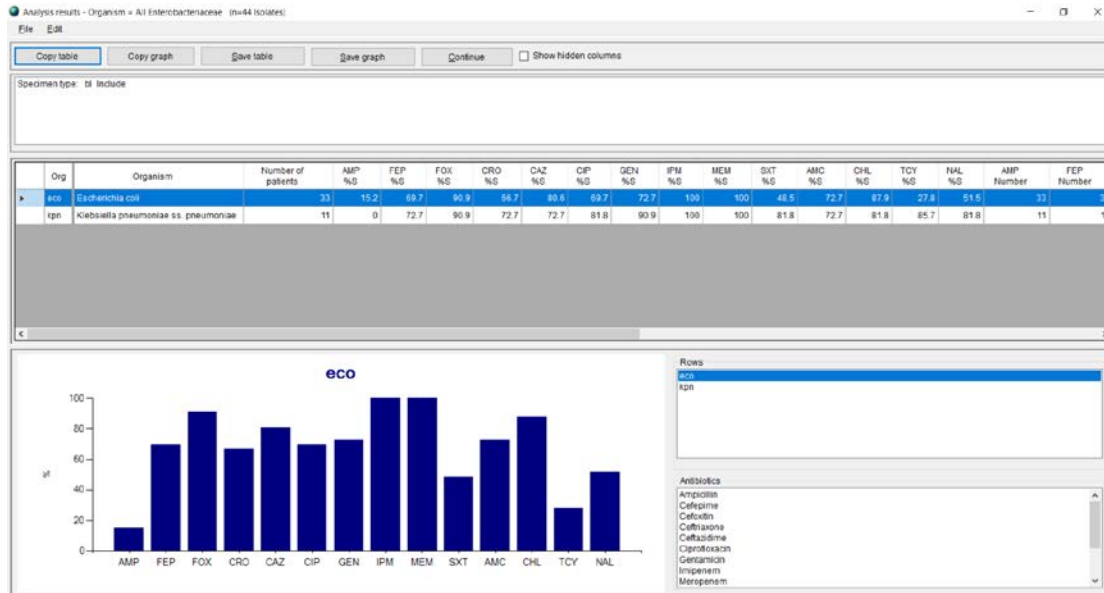 Analysis results - Organism = All Enterobacteriaceae (n=44 Isolates)
File Edit
Copy table Copy graph Save table Save graph Continue Show hidden columns
Specimen type: bl Include
Org Organism Number of patients AMP %S FEP %S FOX %S CRO %S CAZ %S CIP %S GEN %S IPM %S MEM %S SXT %S AMC %S CHL %S TCY %S NAL %S AMP Number FEP Number
eco Escherichia coli 33 15.2 69.7 90.9 66.7 80.6 69.7 72.7 100 100 48.5 72.7 87.9 27.8 51.5 33 3
kpn Klebsiella pneumoniae ss. pneumoniae 11 0 72.7 90.9 72.7 72.7 81.8 90.9 100 100 81.8 72.7 81.8 85.7 81.8 11 1
eco
100
80
60
%
40
20
0
AMP FEP FOX CRO CAZ CIP GEN IPM MEM SXT AMC CHL TCY NAL
Rows
eco
kpn
Antibiotics
Ampicillin
Cefepime
Cefoxitin
Ceftriaxone
Ceftazidime
Ciprofloxacin
Gentamicin
Imipenem
Meropenem